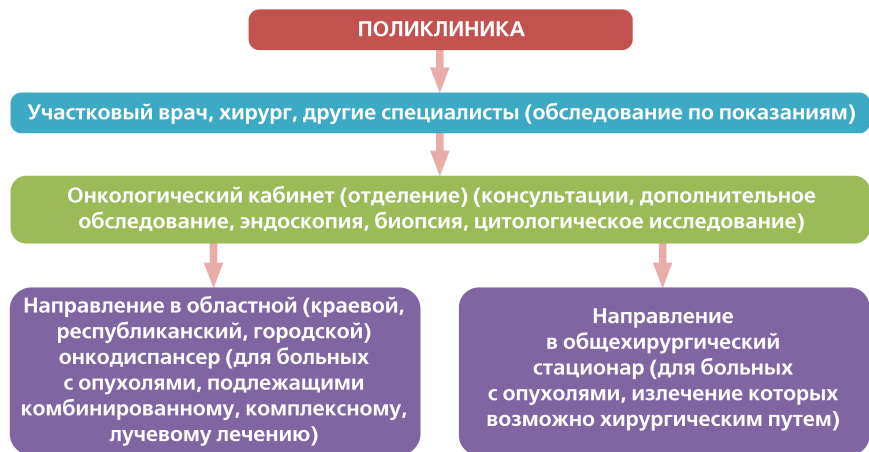 ПОЛИКЛИНИКА
Участковый врач, хирург, другие специалисты (обследование по показаниям)
Онкологический кабинет (отделение) (консультации, дополнительное
обследование, эндоскопия, биопсия, цитологическое исследование)
Направление в областной (краевой,
республиканский, городской)
онкодиспансер (для больных
с опухолями, подлежащими
комбинированному, комплексному,
лучевому лечению)
Направление
в общехирургический
стационар (для больных
с опухолями, излечение которых
возможно хирургическим путем)